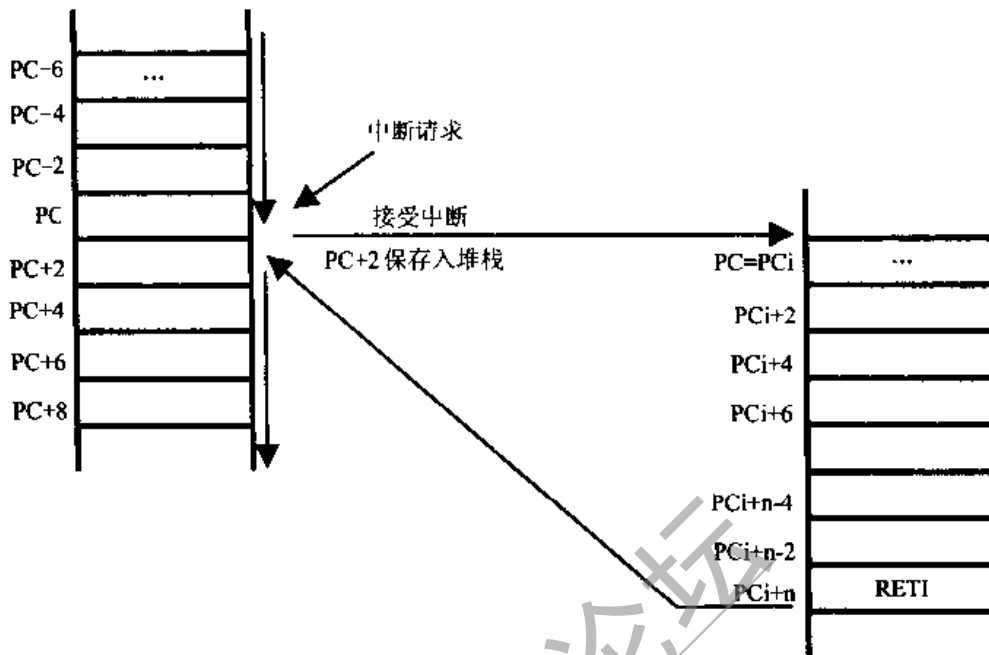 PC-6
...
PC-4
PC-2
PC
PC+2
PC+4
PC+6
PC+8
中断请求
接受中断
PC+2 保存入堆栈
PC=PCi
...
PCi+2
PCi+4
PCi+6
PCi+n-4
PCi+n-2
PCi+n
RETI
论坛